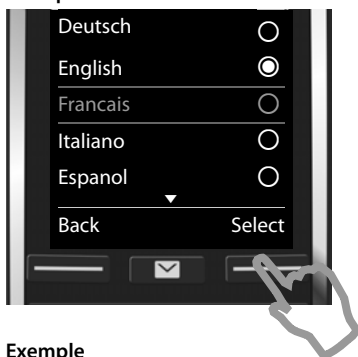 Deutsch
English
Francais
Italiano
Espanol
Back Select
Exemple